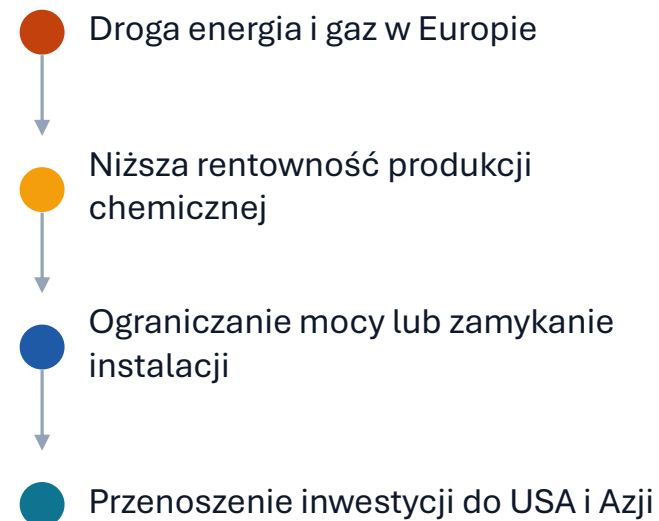 Droga energia i gaz w Europie
Niższa rentowność produkcji
chemicznej
Ograniczanie mocy lub zamykanie
instalacji
Przenoszenie inwestycji do USA i Azji